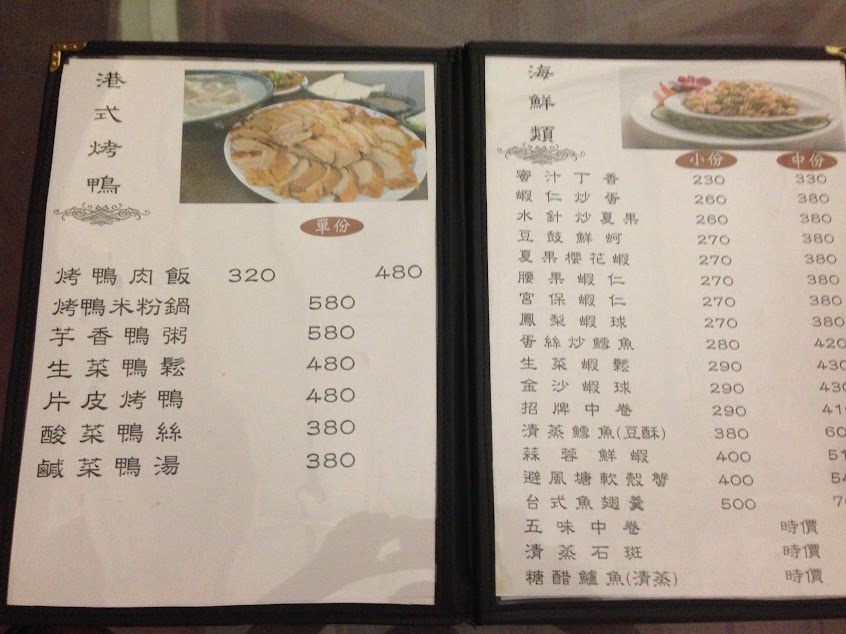 港式烤鴨
單份
烤鴨肉飯 320 480
烤鴨米粉鍋 580
芋香鴨粥 580
生菜鴨鬆 480
片皮烤鴨 480
酸菜鴨絲 380
鹹菜鴨湯 380
海鮮類
小份 中份
蜜汁丁香 230 330
蝦仁炒蛋 260 380
水針炒夏果 260 380
豆鼓鮮蚵 270 380
夏果櫻花蝦 270 380
腰果蝦仁 270 380
宮保蝦仁 270 380
鳳梨蝦球 270 380
蛋絲炒鱈魚 280 420
生菜蝦鬆 290 430
金沙蝦球 290 430
招牌中卷 290
清蒸鱈魚(豆酥) 380
蒜蓉鮮蝦 400
避風塘軟殼蟹 400
台式魚翅羹 500
五味中卷 時價
清蒸石斑 時價
糖醋鱸魚(清蒸) 時價